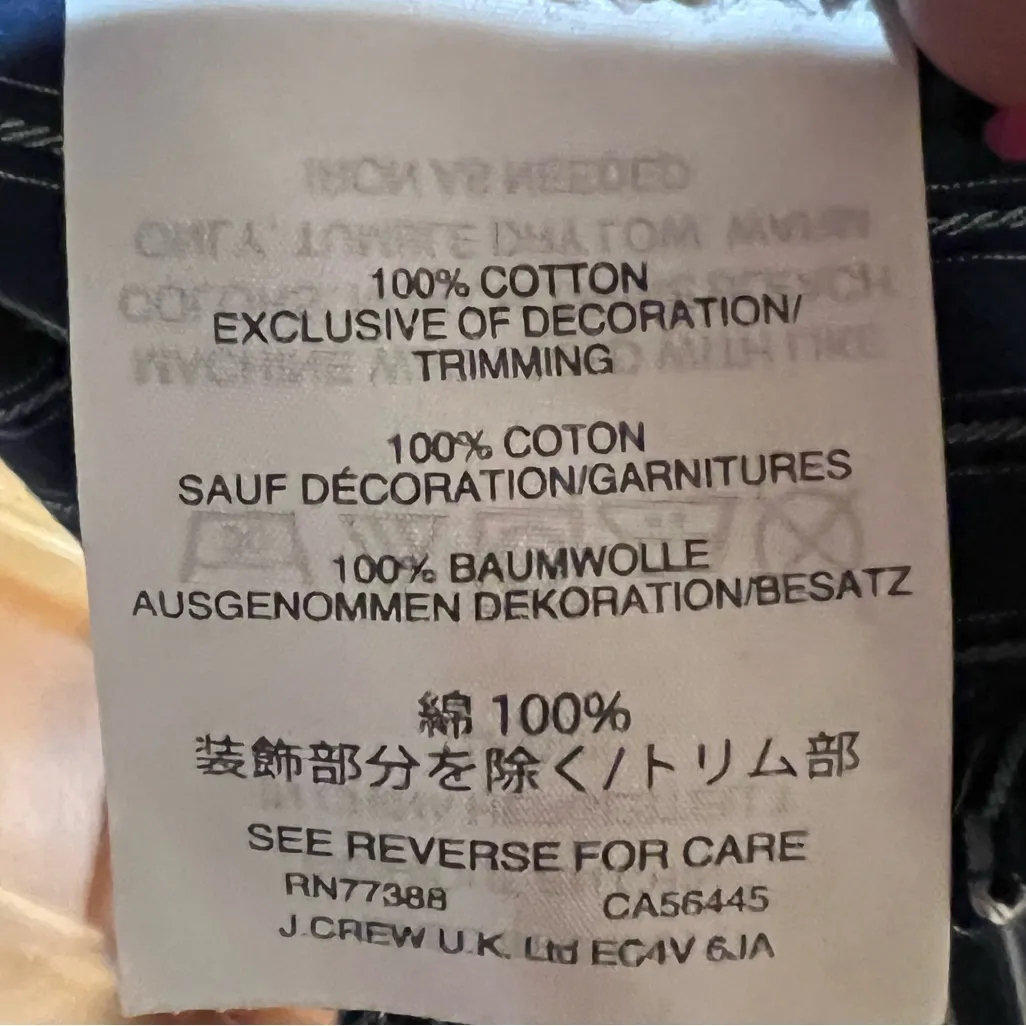 100% COTTON
EXCLUSIVE OF DECORATION/
TRIMMING
100% COTON
SAUF DÉCORATION/GARNITURES
100% BAUMWOLLE
AUSGENOMMEN DEKORATION/BESATZ
綿 100%
装飾部分を除く/トリム部
SEE REVERSE FOR CARE
RN77388 CA56445
J.CREW U.K. Ltd EC4V 6JA